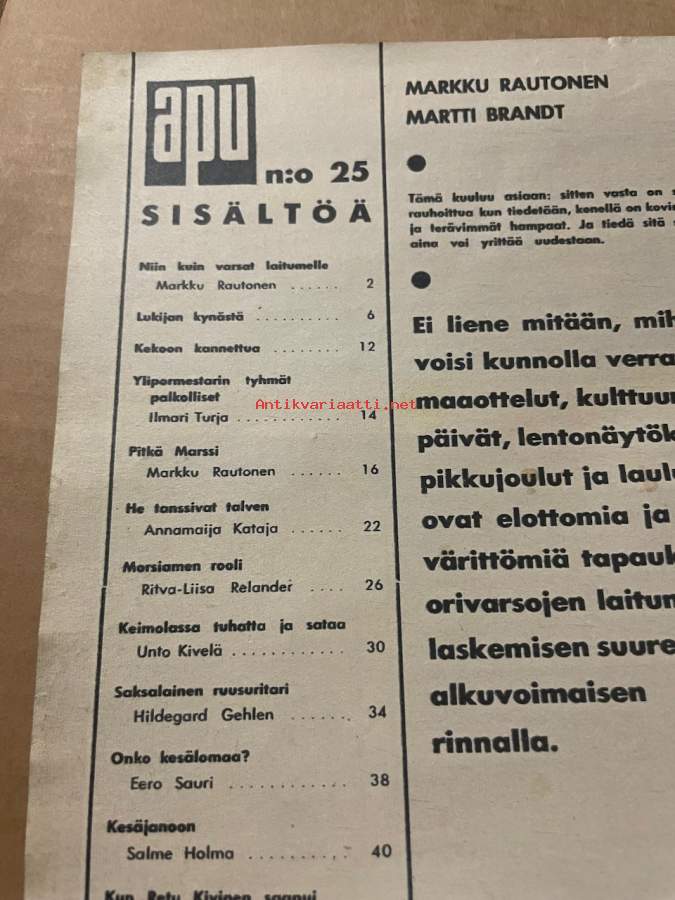 apu
n:o 25
SISÄLTÖÄ
Niin kuin varsat laitumelle
Markku Rautonen ...... 2
Lukijan kynästä .......... 6
Kekoon kannettua ........ 12
Ylipormestarin tyhmät
palkolliset
Ilmari Turja .......... 14
Pitkä Marssi
Markku Rautonen ...... 16
He tanssivat talven
Annamaija Kataja ...... 22
Morsiamen rooli
Ritva-Liisa Relander .... 26
Keimolassa tuhatta ja sataa
Unto Kivelä ............ 30
Saksalainen ruusuritari
Hildegard Gehlen ....... 34
Onko kesälomaa?
Eero Sauri ............ 38
Kesäjanoon
Salme Holma .......... 40
Kun Retu Kivinen saapui
MARKKU RAUTONEN
MARTTI BRANDT
Tämä kuuluu asiaan: sitten vasta on
rauhoittua kun tiedetään, kenellä on
ja terävimmät hampaat. Ja tiedä sitä
aina voi yrittää uudestaan.
Ei liene mitään,
voisi kunnolla
maaottelut,
päivät,
pikkujoulut ja
ovat elottomia ja
värittömiä
orivarsojen
laskemisen
alkuvoimaisen
rinnalla.
Antikvariaatti.net